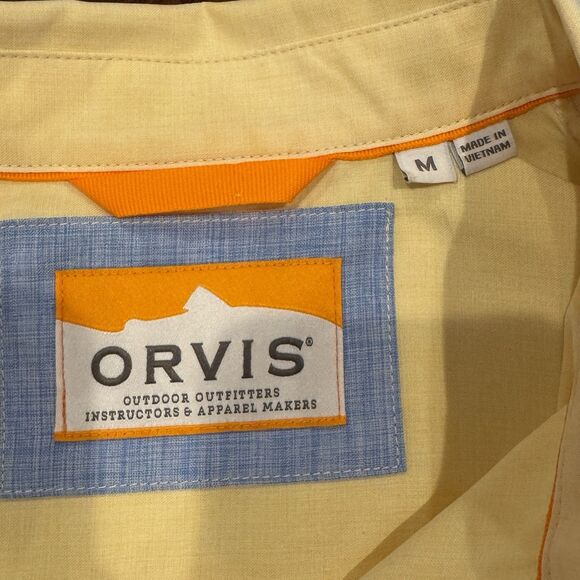 M
MADE IN
VIETNAM
ORVIS®
OUTDOOR OUTFITTERS
INSTRUCTORS & APPAREL MAKERS